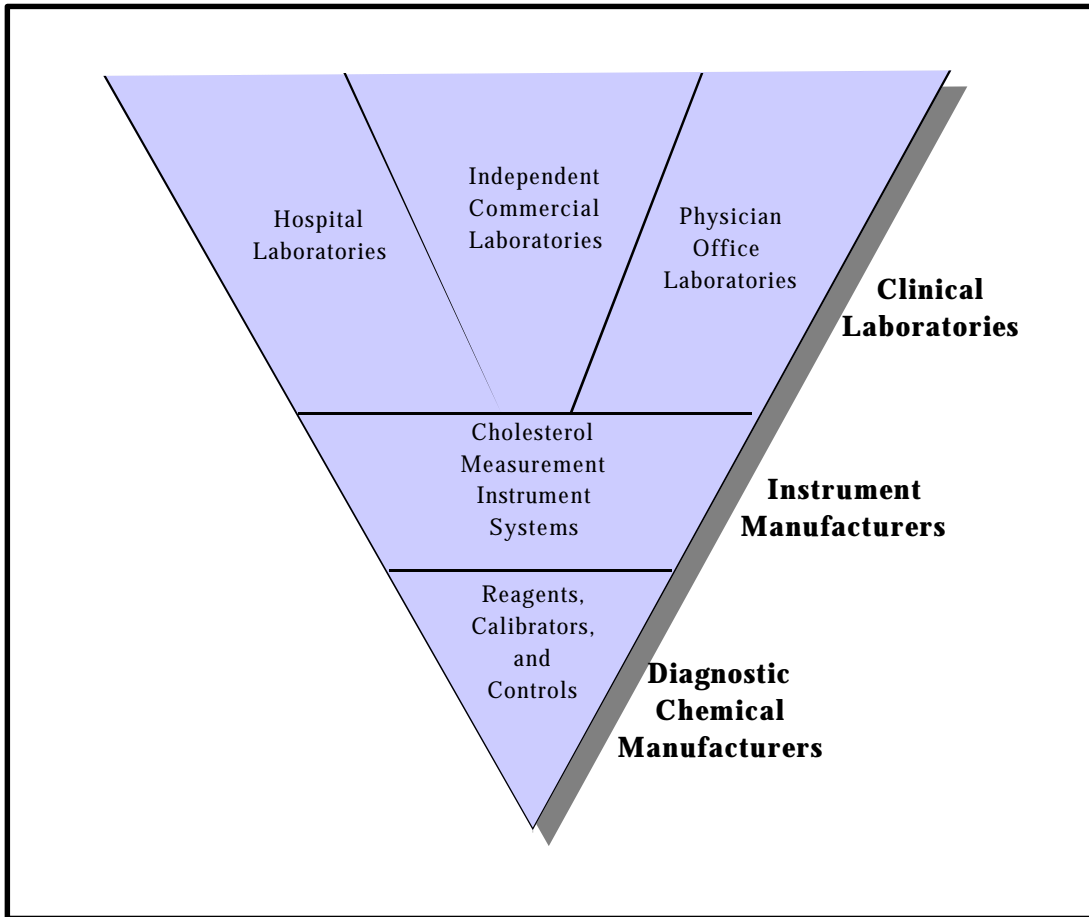 Hospital
Laboratories
Independent
Commercial
Laboratories
Physician
Office
Laboratories
Clinical
Laboratories
Cholesterol
Measurement
Instrument
Systems
Instrument
Manufacturers
Reagents,
Calibrators,
and
Controls
Diagnostic
Chemical
Manufacturers